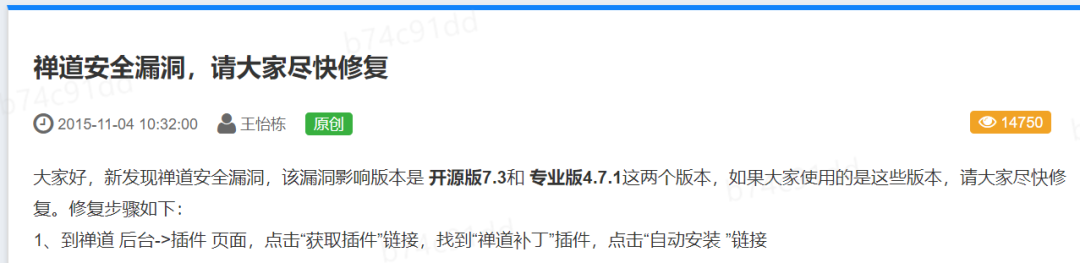 禅道安全漏洞，请大家尽快修复
2015-11-04 10:32:00 王怡栋 原创 14750
大家好，新发现禅道安全漏洞，该漏洞影响版本是 开源版7.3和 专业版4.7.1这两个版本，如果大家使用的是这些版本，请大家尽快修
复。修复步骤如下：
1、到禅道 后台->插件 页面，点击“获取插件”链接，找到“禅道补丁”插件，点击“自动安装 ”链接
b74c91dd
b74c91dd
b74c91dd
b74c91dd